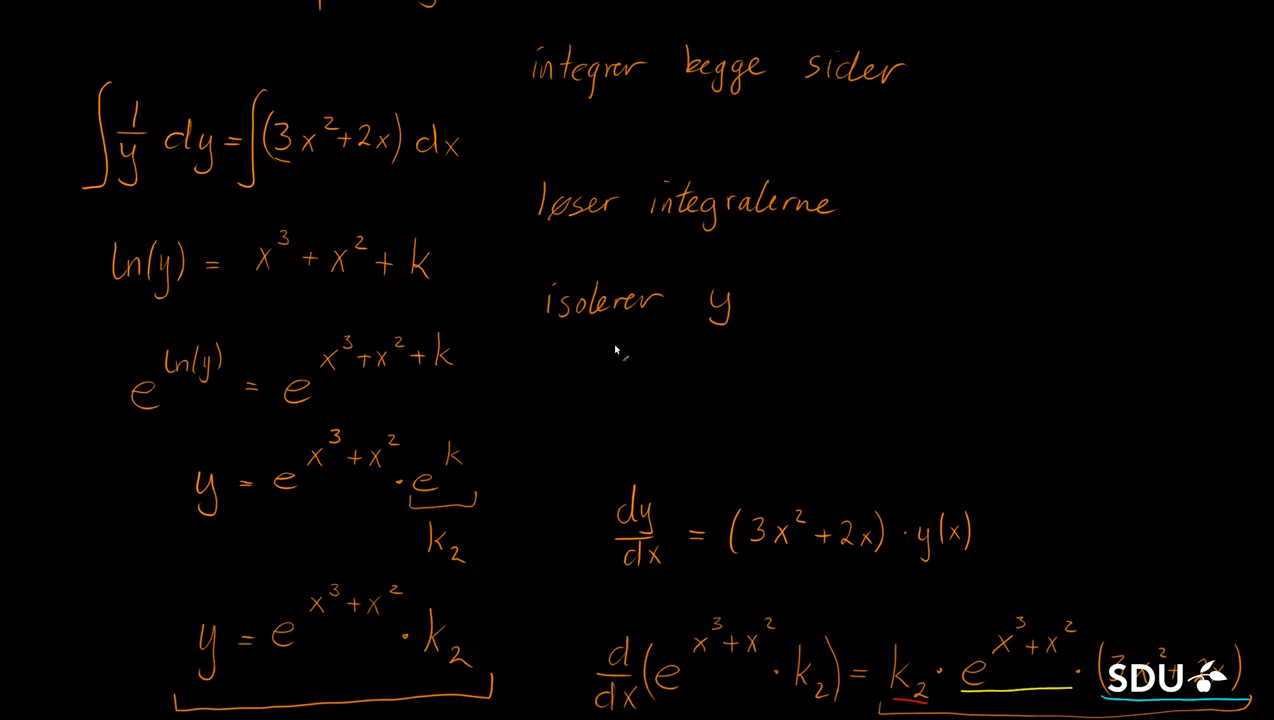 integrer begge sider
∫ 1/y dy = ∫ (3x² + 2x) dx
løser integralerne
ln(y) = x³ + x² + k
isolerer y
e^(ln(y)) = e^(x³ + x² + k)
y = e^(x³ + x²) · e^k
k₂
dy/dx = (3x² + 2x) · y(x)
y = e^(x³ + x²) · k₂
d/dx (e^(x³ + x²) · k₂) = k₂ · e^(x³ + x²) ·
SDU